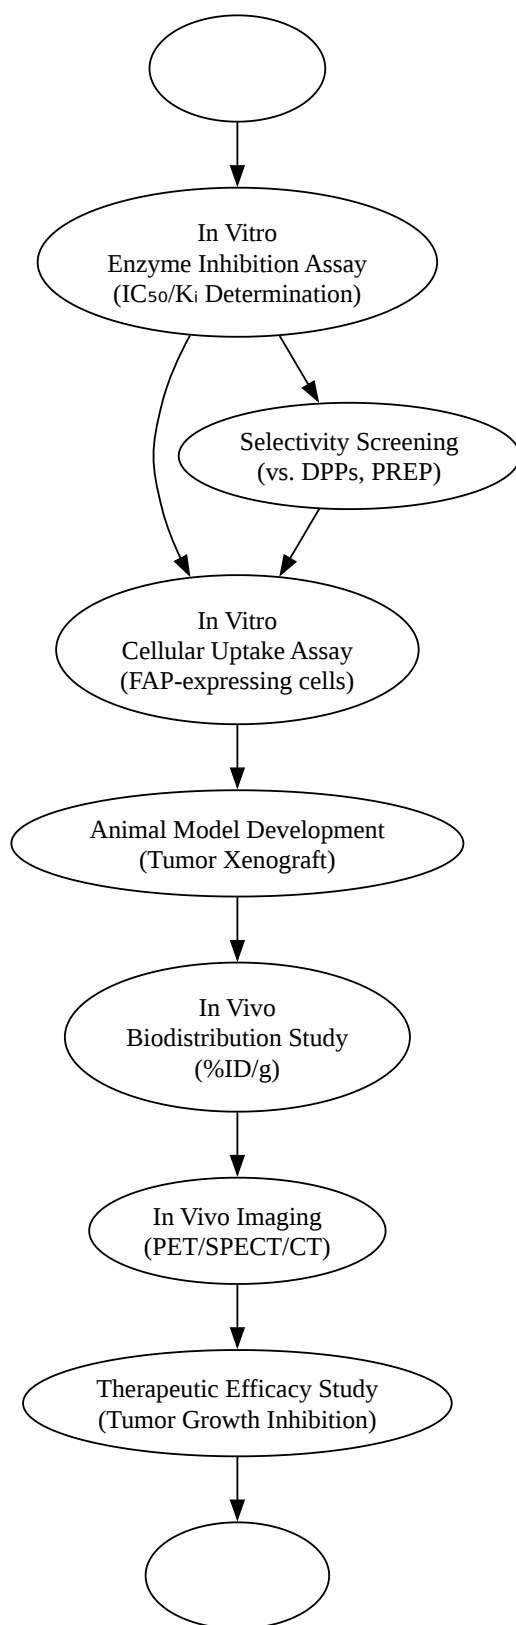 In Vitro
Enzyme Inhibition Assay
(IC₅₀/Kᵢ Determination)
Selectivity Screening
(vs. DPPs, PREP)
In Vitro
Cellular Uptake Assay
(FAP-expressing cells)
Animal Model Development
(Tumor Xenograft)
In Vivo
Biodistribution Study
(%ID/g)
In Vivo Imaging
(PET/SPECT/CT)
Therapeutic Efficacy Study
(Tumor Growth Inhibition)